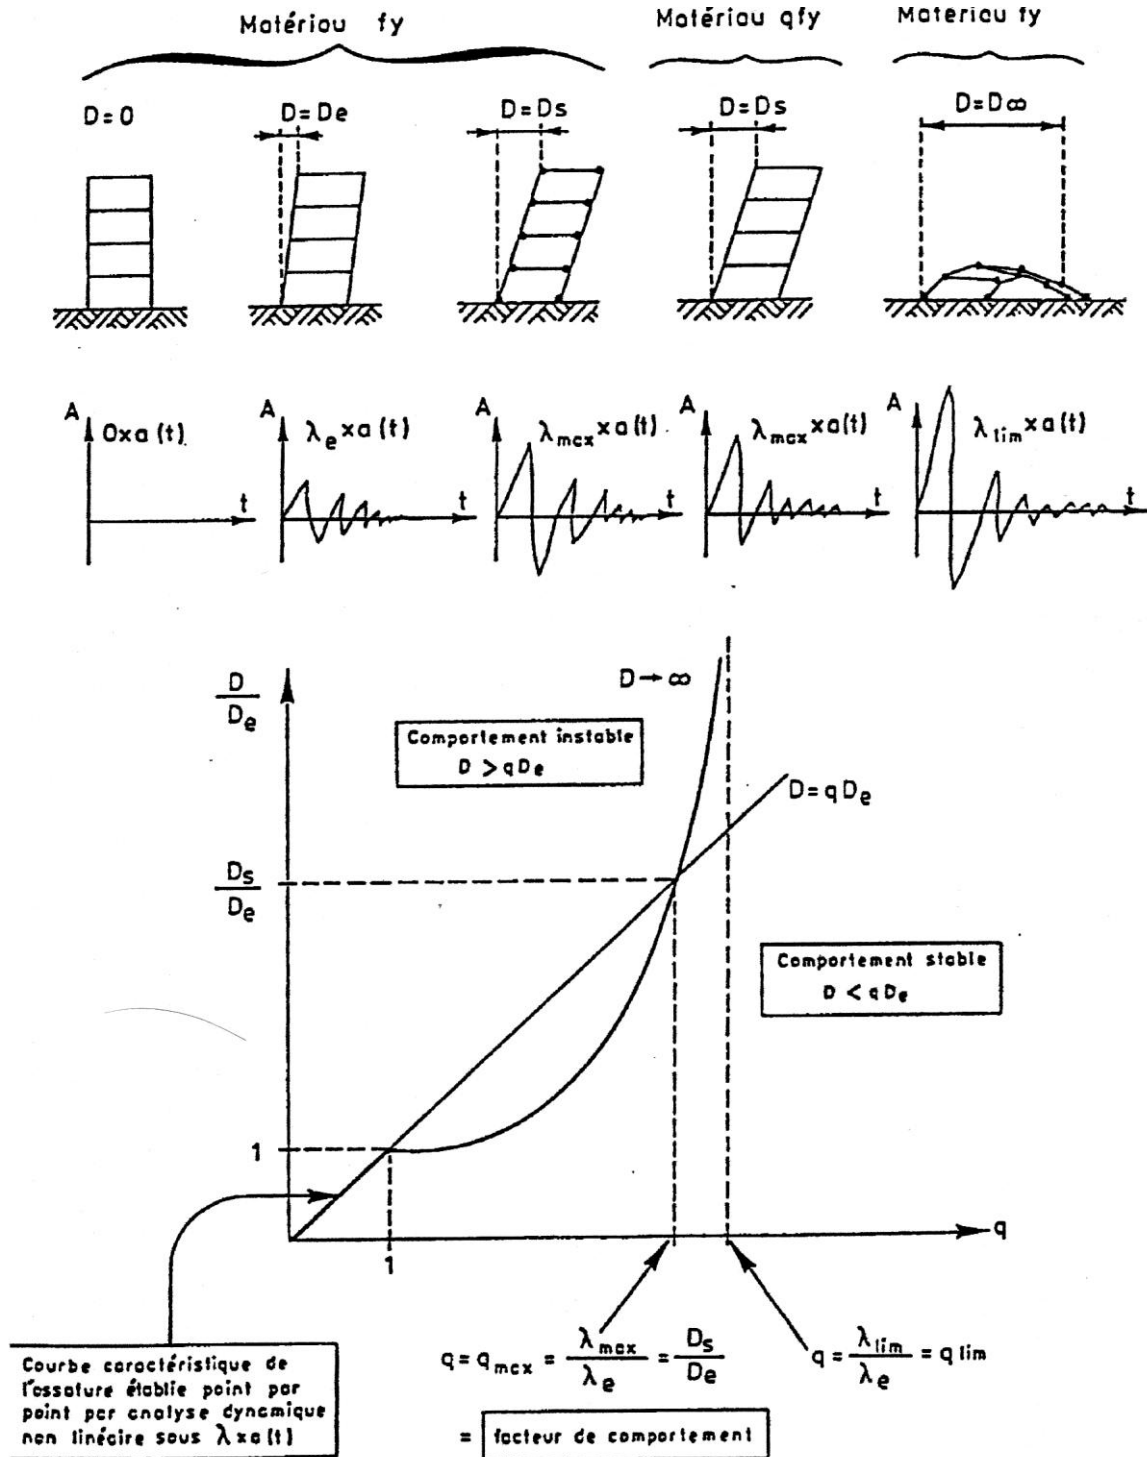 Matériau fy
Matériau qfy
Matériau fy
D=0
D=De
D=Ds
D=Ds
D=D∞
A
0xa(t)
t
A
λe xa(t)
t
A
λmax xa(t)
t
A
λmax xa(t)
t
A
λlim xa(t)
t
D/De
D→∞
Comportement instable
D > qDe
D=qDe
Ds/De
Comportement stable
D < qDe
1
q
1
q = qmax = λmax/λe = Ds/De
q = λlim/λe = q lim
Courbe caractéristique de
l'ossature établie point par
point par analyse dynamique
non linéaire sous λxa(t)
= facteur de comportement